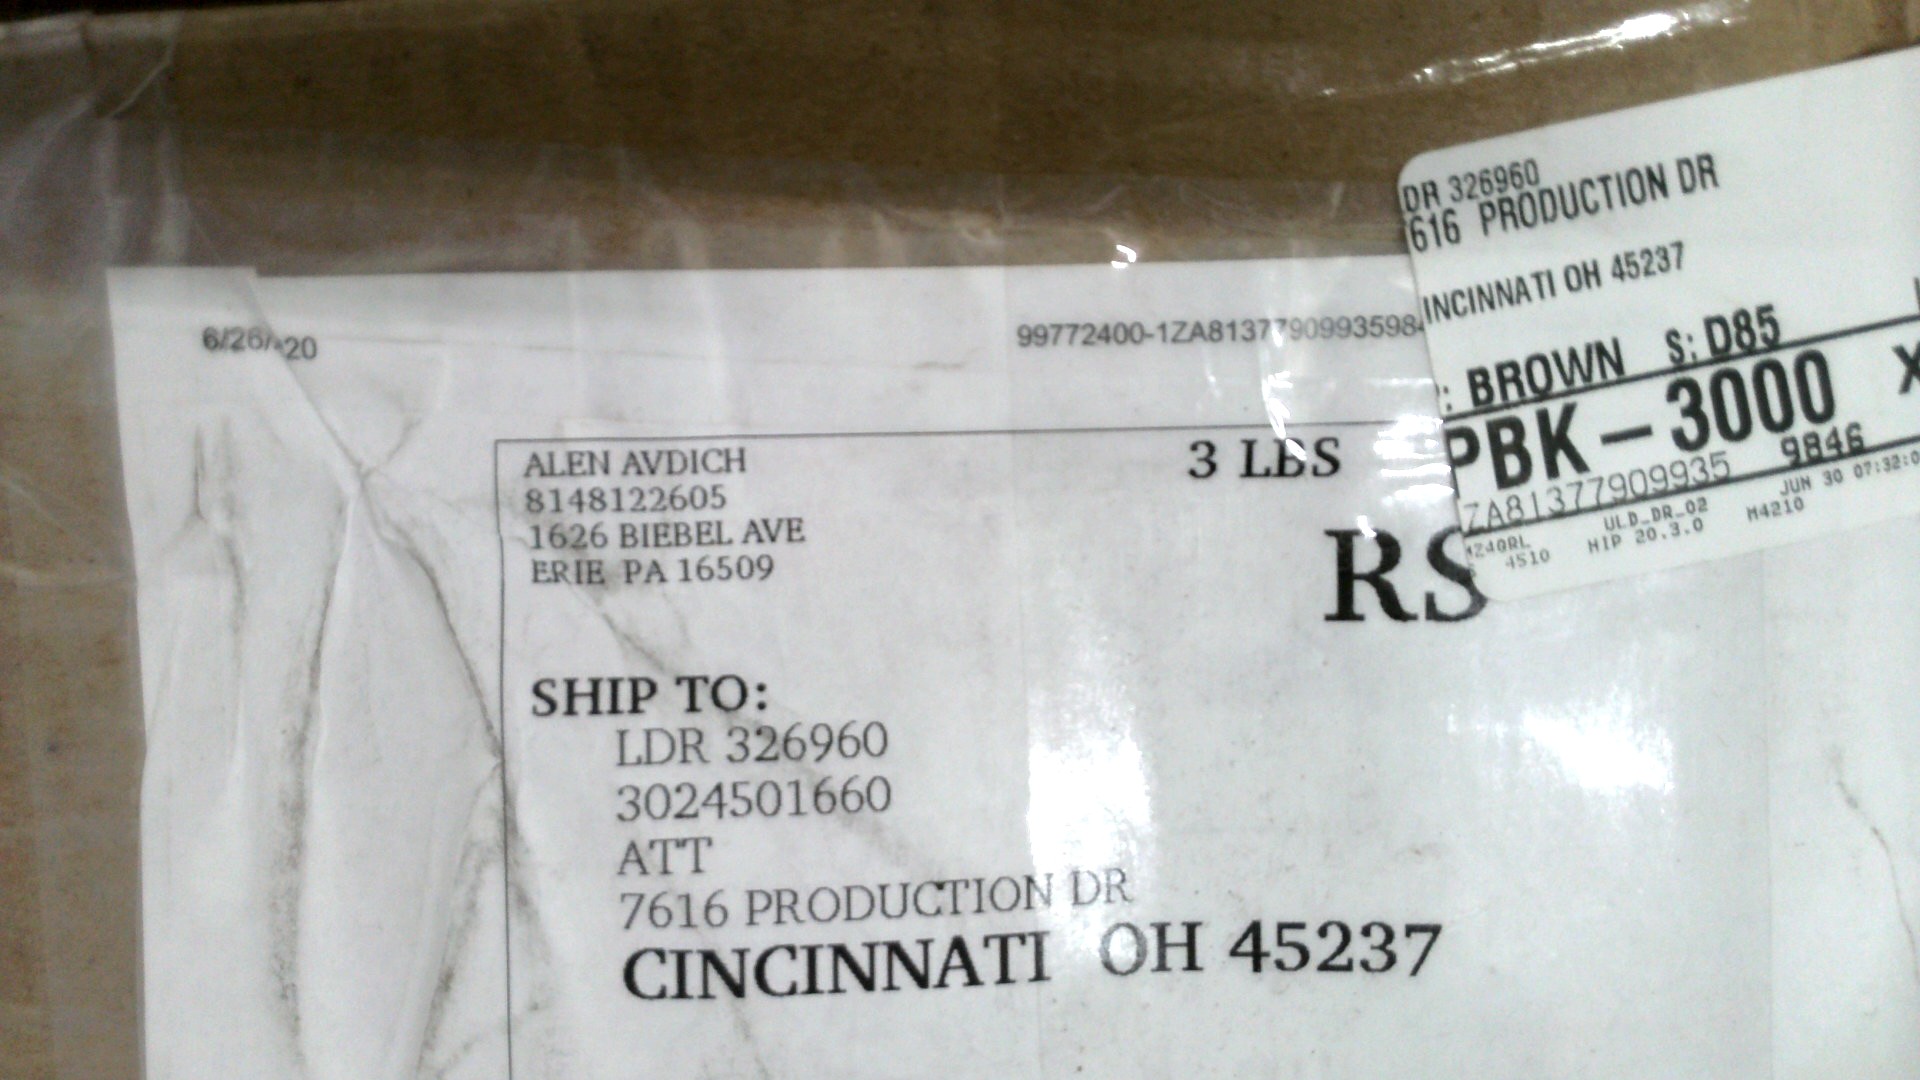 DR 326960
616 PRODUCTION DR
INCINNATI OH 45237
: BROWN S: D85
PBK-3000 X
ZA81377909935 9846
JUN 30 07:32:0
ULD_DR_02 M4210
4510 HIP 20.3.0
6/26/20
99772400-1ZA8137790993598
ALEN AVDICH
8148122605
1626 BIEBEL AVE
ERIE PA 16509
3 LBS
RS
SHIP TO:
LDR 326960
3024501660
ATT
7616 PRODUCTION DR
CINCINNATI OH 45237